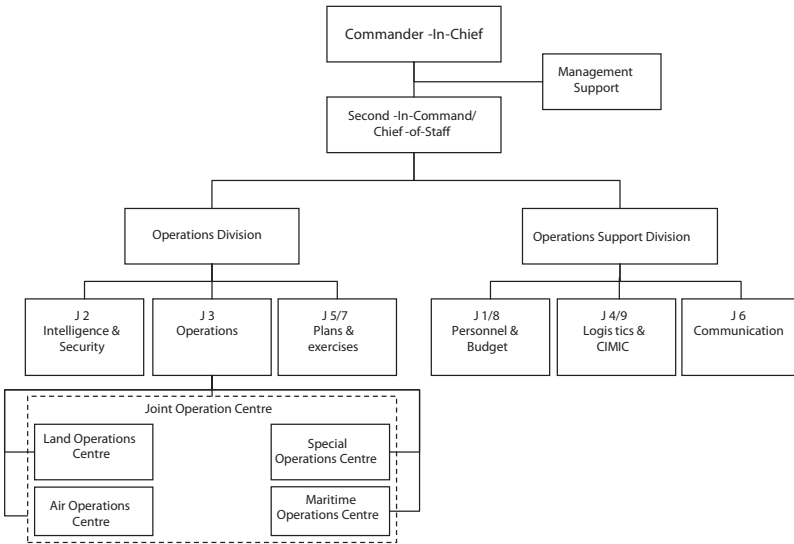 Commander -In-Chief
Management
Support
Second -In-Command/
Chief -of-Staff
Operations Division
Operations Support Division
J 2
Intelligence &
Security
J 3
Operations
J 5/7
Plans &
exercises
J 1/8
Personnel &
Budget
J 4/9
Logis tics &
CIMIC
J 6
Communication
Joint Operation Centre
Land Operations
Centre
Special
Operations Centre
Air Operations
Centre
Maritime
Operations Centre